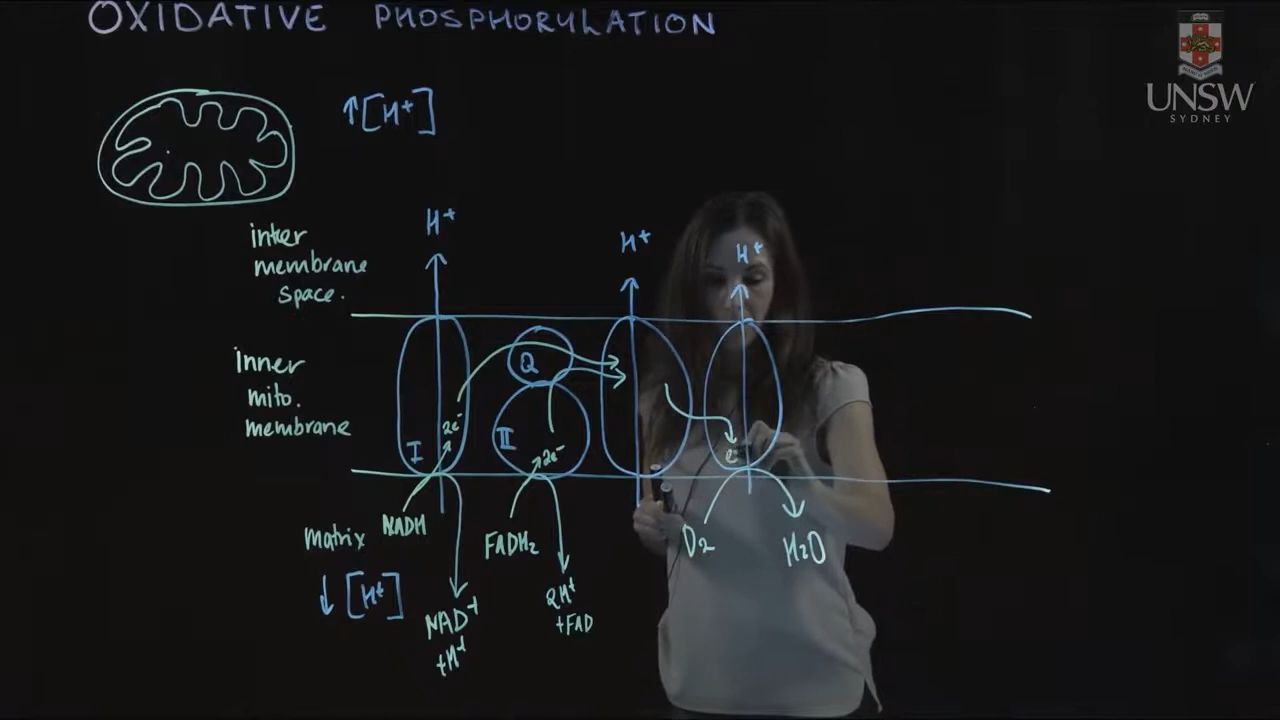 OXIDATIVE PHOSPHORYLATION
UNSW
SYDNEY
↑[H+]
H+
H+
H+
inter
membrane
space.
inner
mito.
membrane
Q
I
2e-
II
2e-
e-
matrix
NADH
FADH2
O2
H2O
↓[H+]
NAD+
+H+
2H+
+FAD